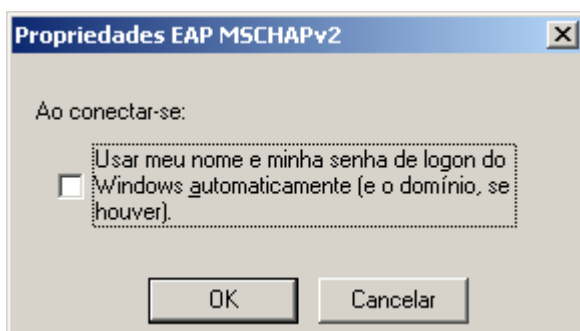 Propriedades EAP MSCHAPv2
Ao conectar-se:
Usar meu nome e minha senha de logon do
Windows automaticamente (e o domínio, se
houver).
OK
Cancelar